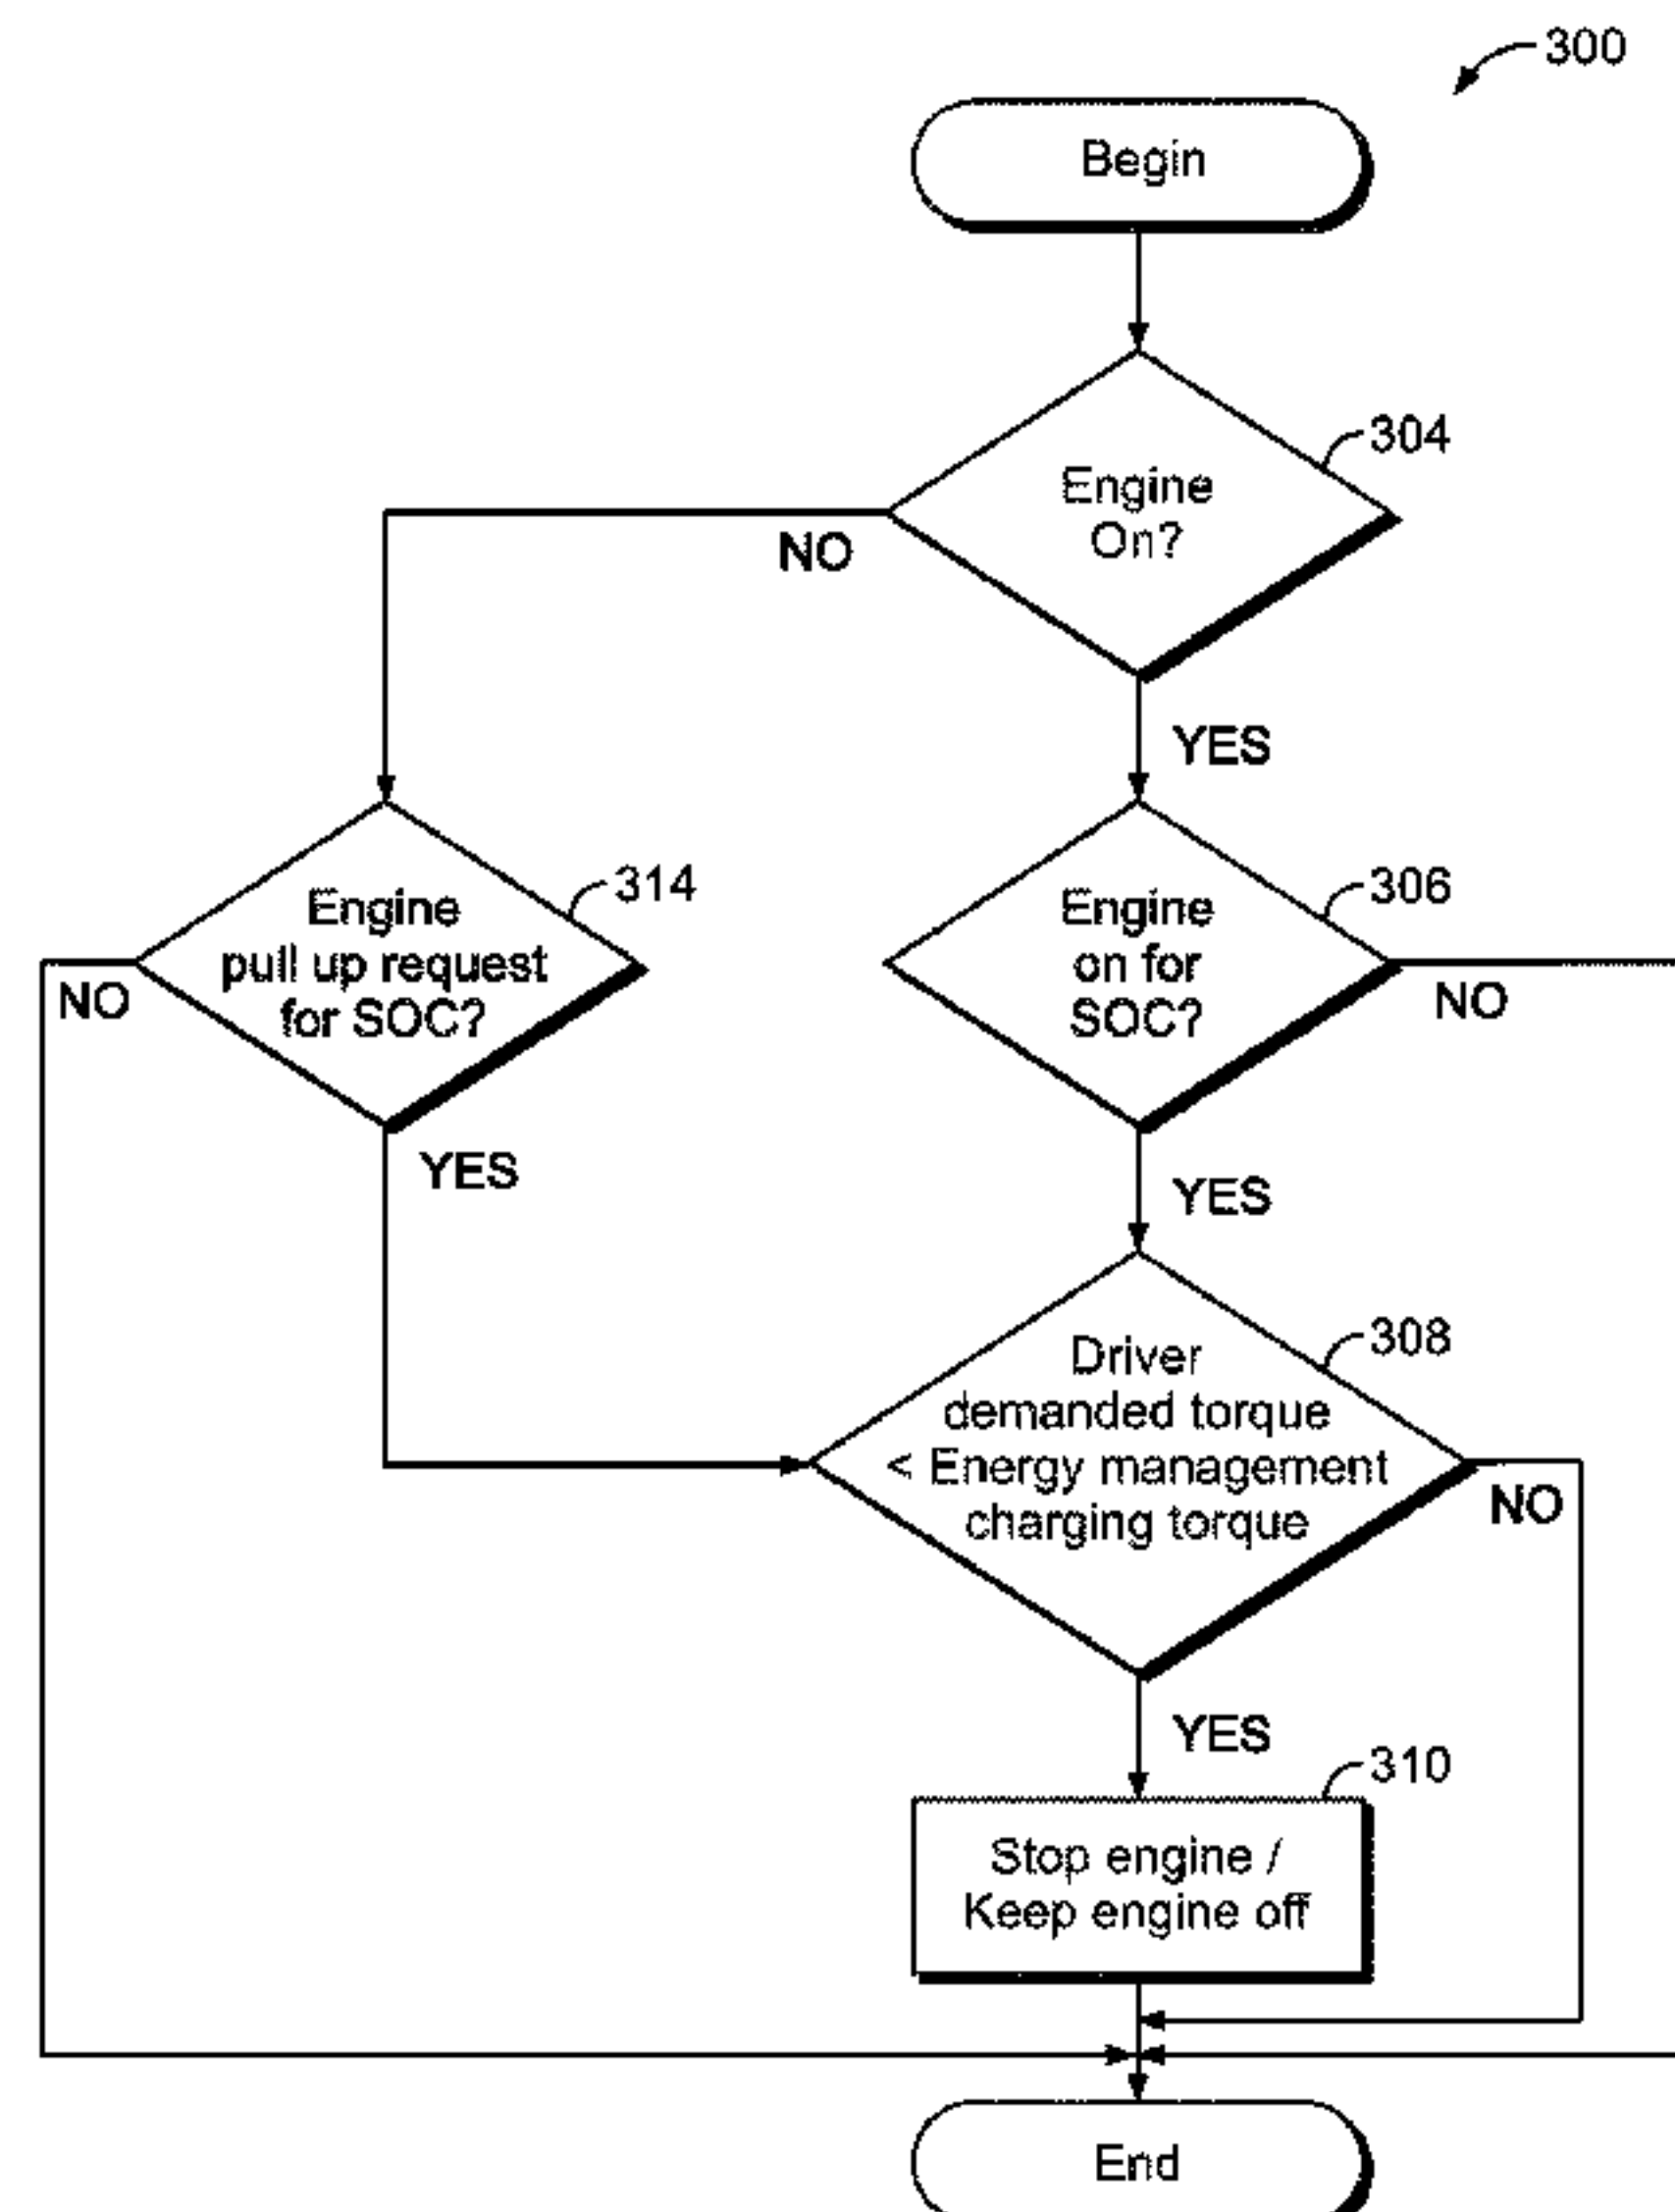 300
Begin
304
Engine
On?
NO
YES
314
Engine
pull up request
for SOC?
NO
YES
306
Engine
on for
SOC?
NO
YES
308
Driver
demanded torque
< Energy management
charging torque
NO
YES
310
Stop engine /
Keep engine off
End